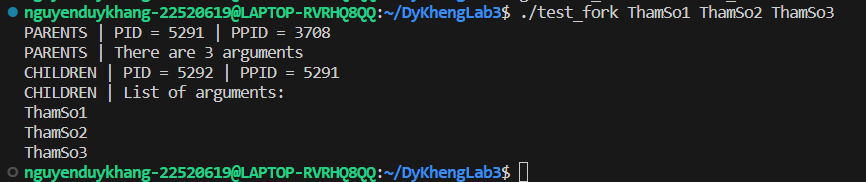 nguyenduykhang-22520619@LAPTOP-RVRHQ8QQ:~/DyKhengLab3$ ./test_fork ThamSo1 ThamSo2 ThamSo3
PARENTS | PID = 5291 | PPID = 3708
PARENTS | There are 3 arguments
CHILDREN | PID = 5292 | PPID = 5291
CHILDREN | List of arguments:
ThamSo1
ThamSo2
ThamSo3
nguyenduykhang-22520619@LAPTOP-RVRHQ8QQ:~/DyKhengLab3$